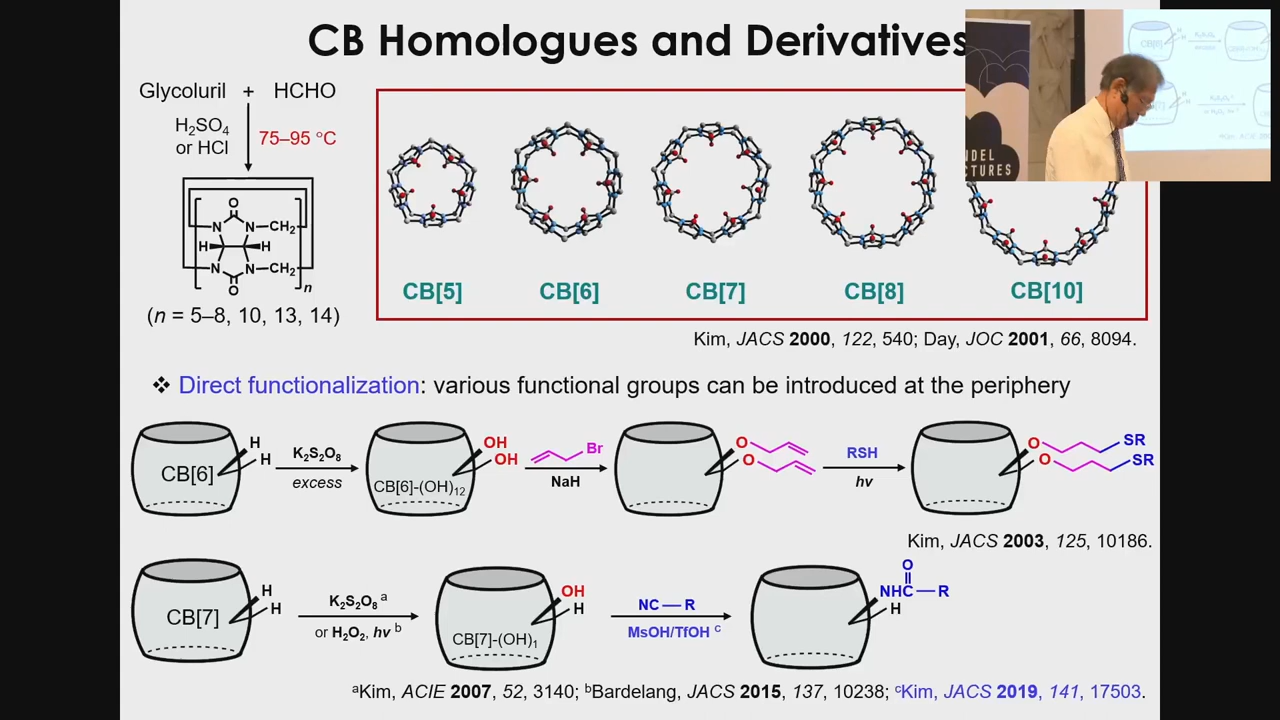 CB Homologues and Derivatives
Glycoluril + HCHO
H2SO4
or HCl
75–95 °C
O
N N CH2
H H
N N CH2
O
n
(n = 5–8, 10, 13, 14)
CB[5] CB[6] CB[7] CB[8] CB[10]
Kim, JACS 2000, 122, 540; Day, JOC 2001, 66, 8094.
❖ Direct functionalization: various functional groups can be introduced at the periphery
CB[6]
H
H
K2S2O8
excess
CB[6]-(OH)12
OH
OH
Br
NaH
O
O
RSH
hv
O SR
O SR
Kim, JACS 2003, 125, 10186.
CB[7]
H
H
K2S2O8 a
or H2O2, hv b
CB[7]-(OH)1
OH
H
NC — R
MsOH/TfOH c
O
NHC — R
H
aKim, ACIE 2007, 52, 3140; bBardelang, JACS 2015, 137, 10238; cKim, JACS 2019, 141, 17503.